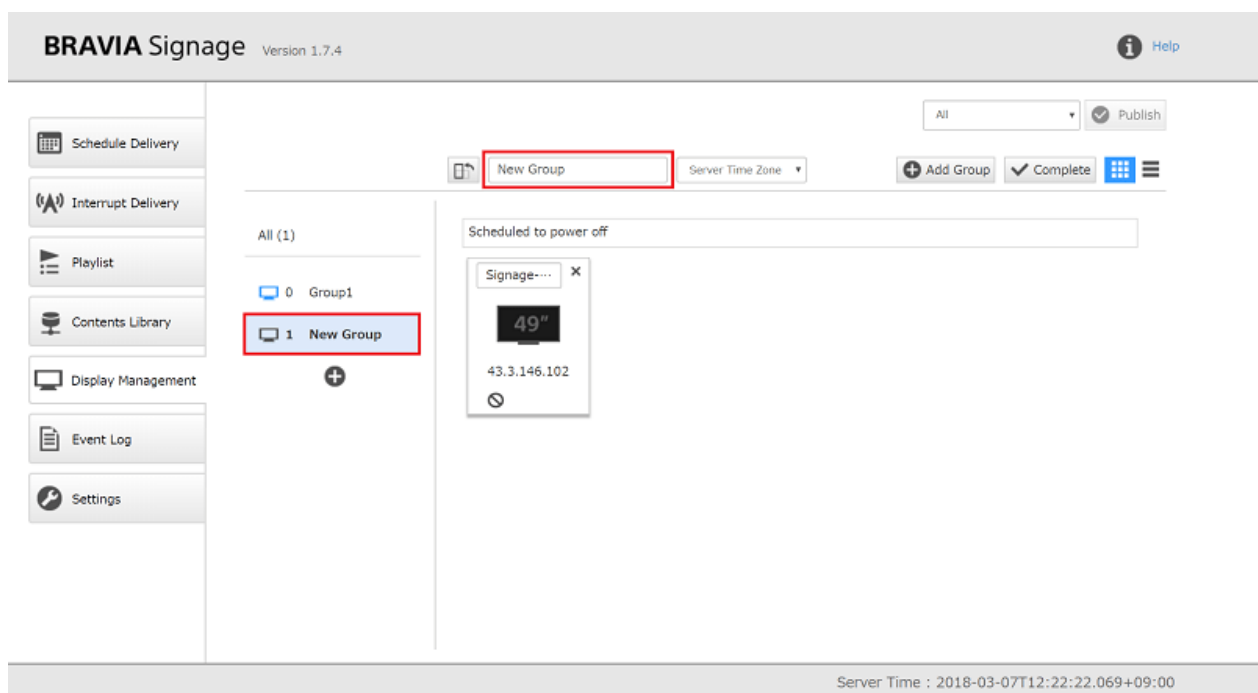 BRAVIA Signage Version 1.7.4
Help
All
Publish
Schedule Delivery
New Group
Server Time Zone
Add Group
Complete
Interrupt Delivery
All (1)
Scheduled to power off
Playlist
Signage-···
0 Group1
Contents Library
49"
1 New Group
43.3.146.102
Display Management
Event Log
Settings
Server Time : 2018-03-07T12:22:22.069+09:00